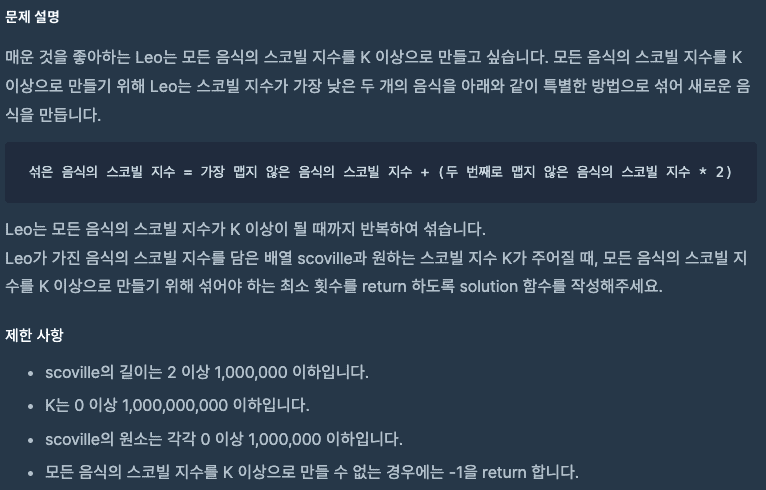 문제 설명
매운 것을 좋아하는 Leo는 모든 음식의 스코빌 지수를 K 이상으로 만들고 싶습니다. 모든 음식의 스코빌 지수를 K
이상으로 만들기 위해 Leo는 스코빌 지수가 가장 낮은 두 개의 음식을 아래와 같이 특별한 방법으로 섞어 새로운 음
식을 만듭니다.
섞은 음식의 스코빌 지수 = 가장 맵지 않은 음식의 스코빌 지수 + (두 번째로 맵지 않은 음식의 스코빌 지수 * 2)
Leo는 모든 음식의 스코빌 지수가 K 이상이 될 때까지 반복하여 섞습니다.
Leo가 가진 음식의 스코빌 지수를 담은 배열 scoville과 원하는 스코빌 지수 K가 주어질 때, 모든 음식의 스코빌 지
수를 K 이상으로 만들기 위해 섞어야 하는 최소 횟수를 return 하도록 solution 함수를 작성해주세요.
제한 사항
• scoville의 길이는 2 이상 1,000,000 이하입니다.
• K는 0 이상 1,000,000,000 이하입니다.
• scoville의 원소는 각각 0 이상 1,000,000 이하입니다.
• 모든 음식의 스코빌 지수를 K 이상으로 만들 수 없는 경우에는 -1을 return 합니다.